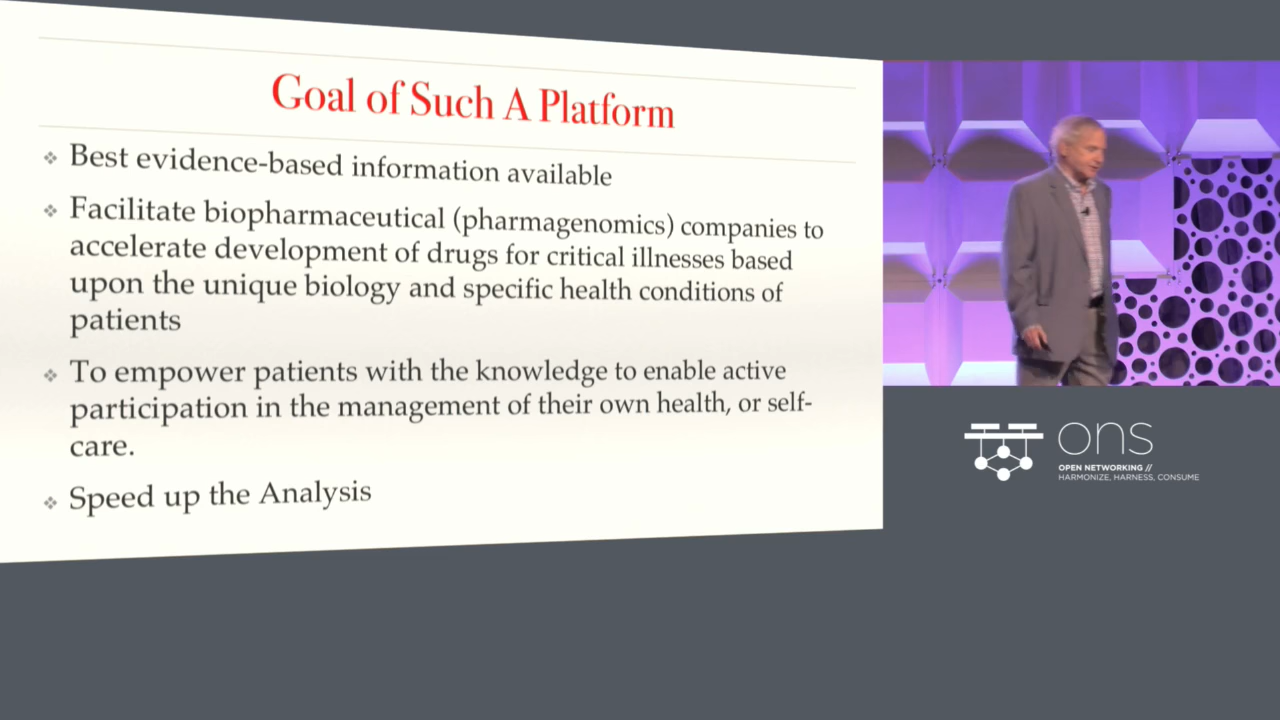 Goal of Such A Platform
Best evidence-based information available
Facilitate biopharmaceutical (pharmagenomics) companies to
accelerate development of drugs for critical illnesses based
upon the unique biology and specific health conditions of
patients
To empower patients with the knowledge to enable active
participation in the management of their own health, or self-
care.
Speed up the Analysis
ons
OPEN NETWORKING //
HARMONIZE, HARNESS, CONSUME